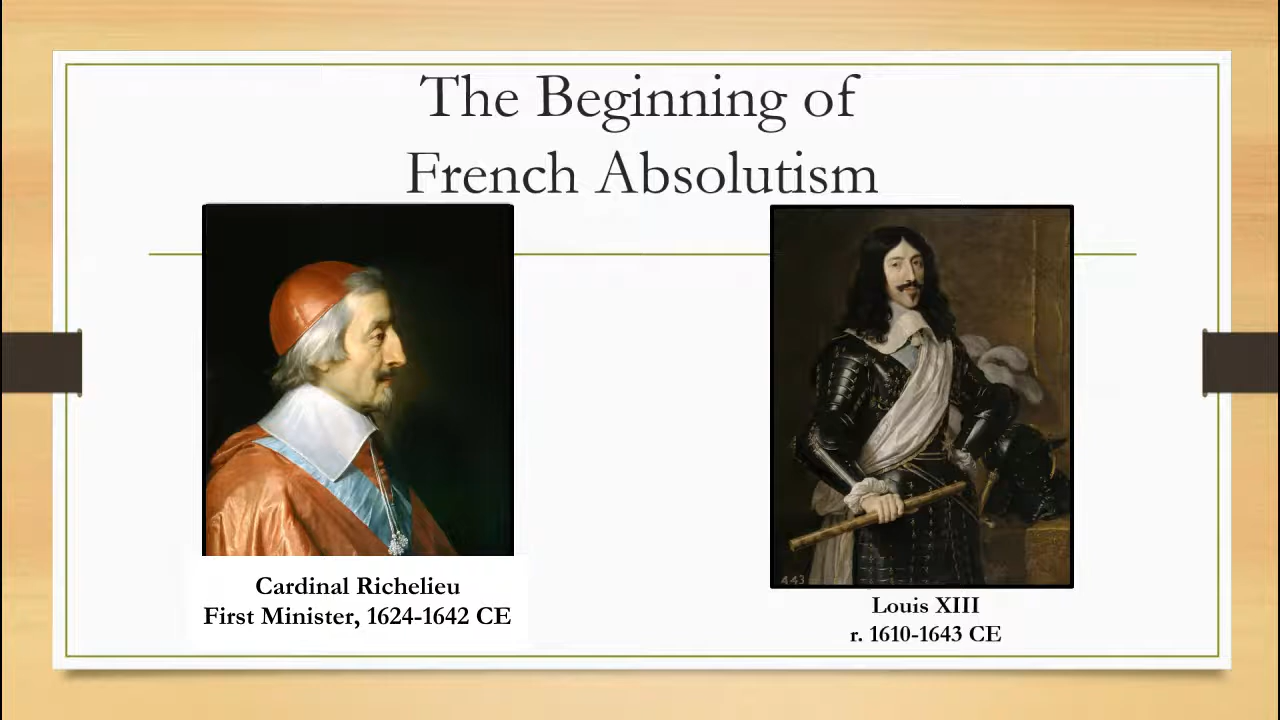 The Beginning of
French Absolutism
Cardinal Richelieu
First Minister, 1624-1642 CE
443
Louis XIII
r. 1610-1643 CE